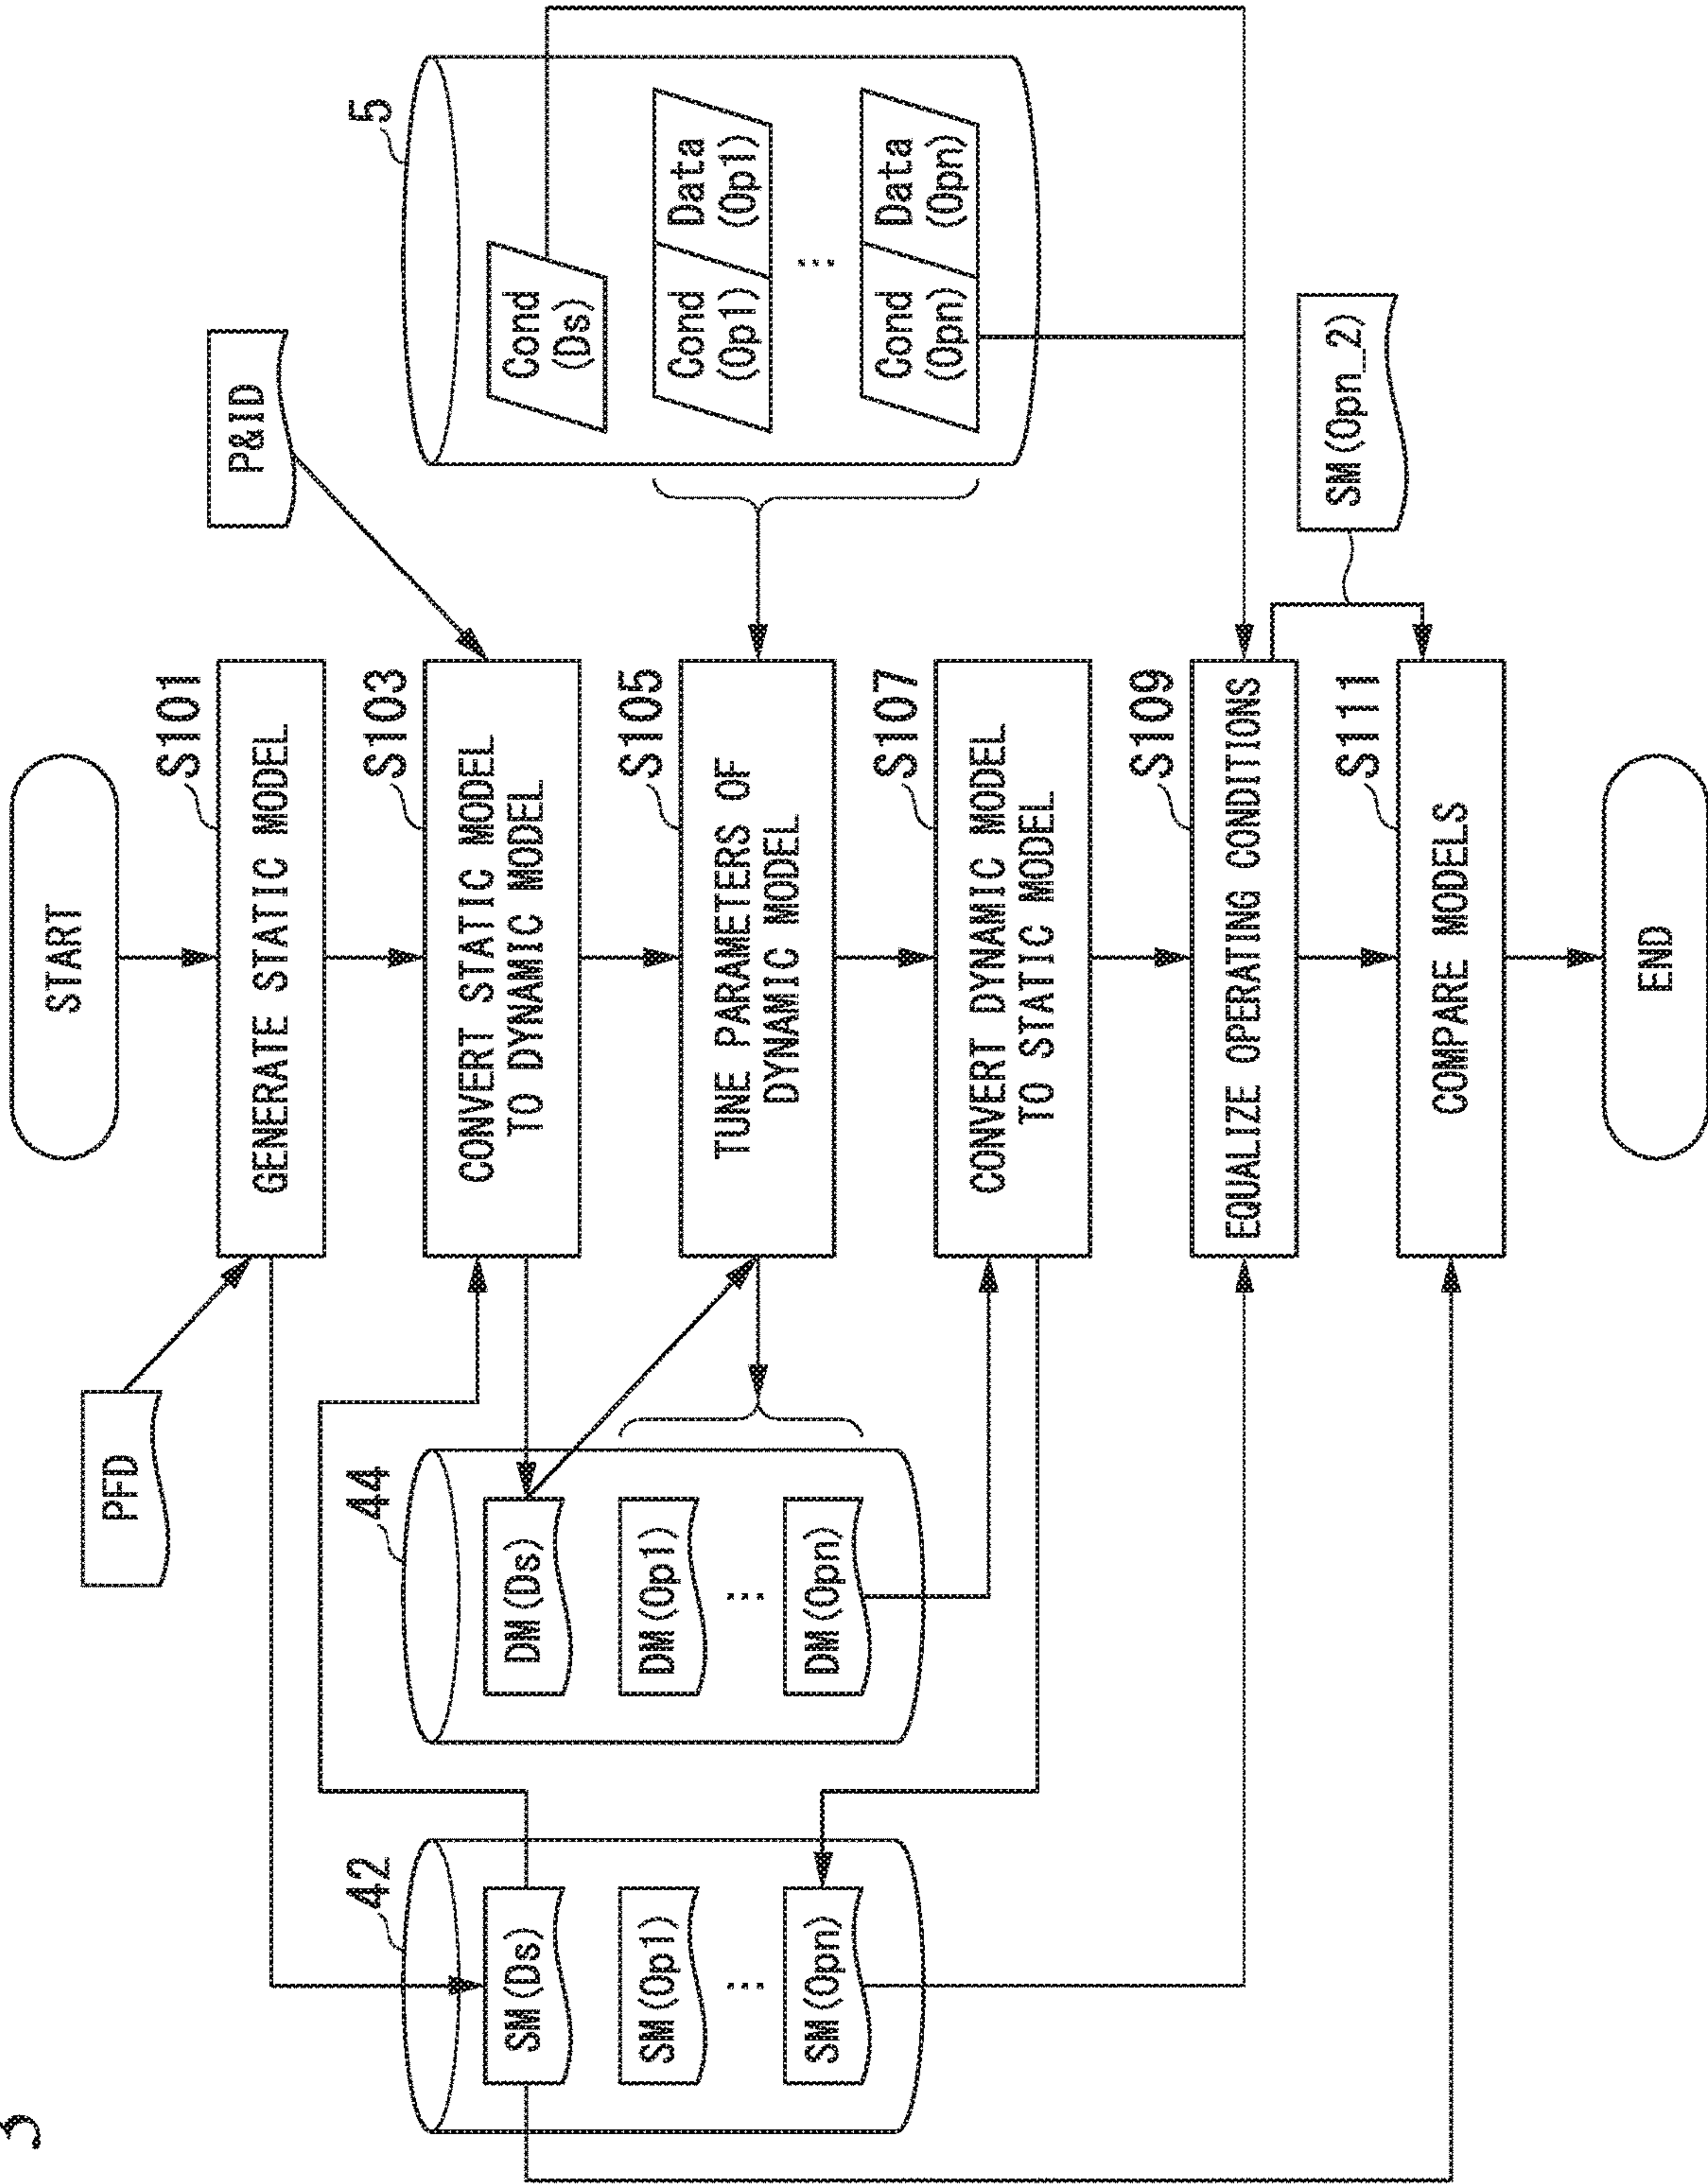 3
START
PFD
S101
GENERATE STATIC MODEL
P&ID
S103
CONVERT STATIC MODEL
TO DYNAMIC MODEL
S105
TUNE PARAMETERS OF
DYNAMIC MODEL
S107
CONVERT DYNAMIC MODEL
TO STATIC MODEL
S109
EQUALIZE OPERATING CONDITIONS
S111
COMPARE MODELS
END
42
SM(Ds)
SM(Op1)
...
SM(Opn)
44
DM(Ds)
DM(Op1)
...
DM(Opn)
5
Cond
(Ds)
Cond
(Op1)
Data
(Op1)
...
Cond
(Opn)
Data
(Opn)
SM(Opn_2)